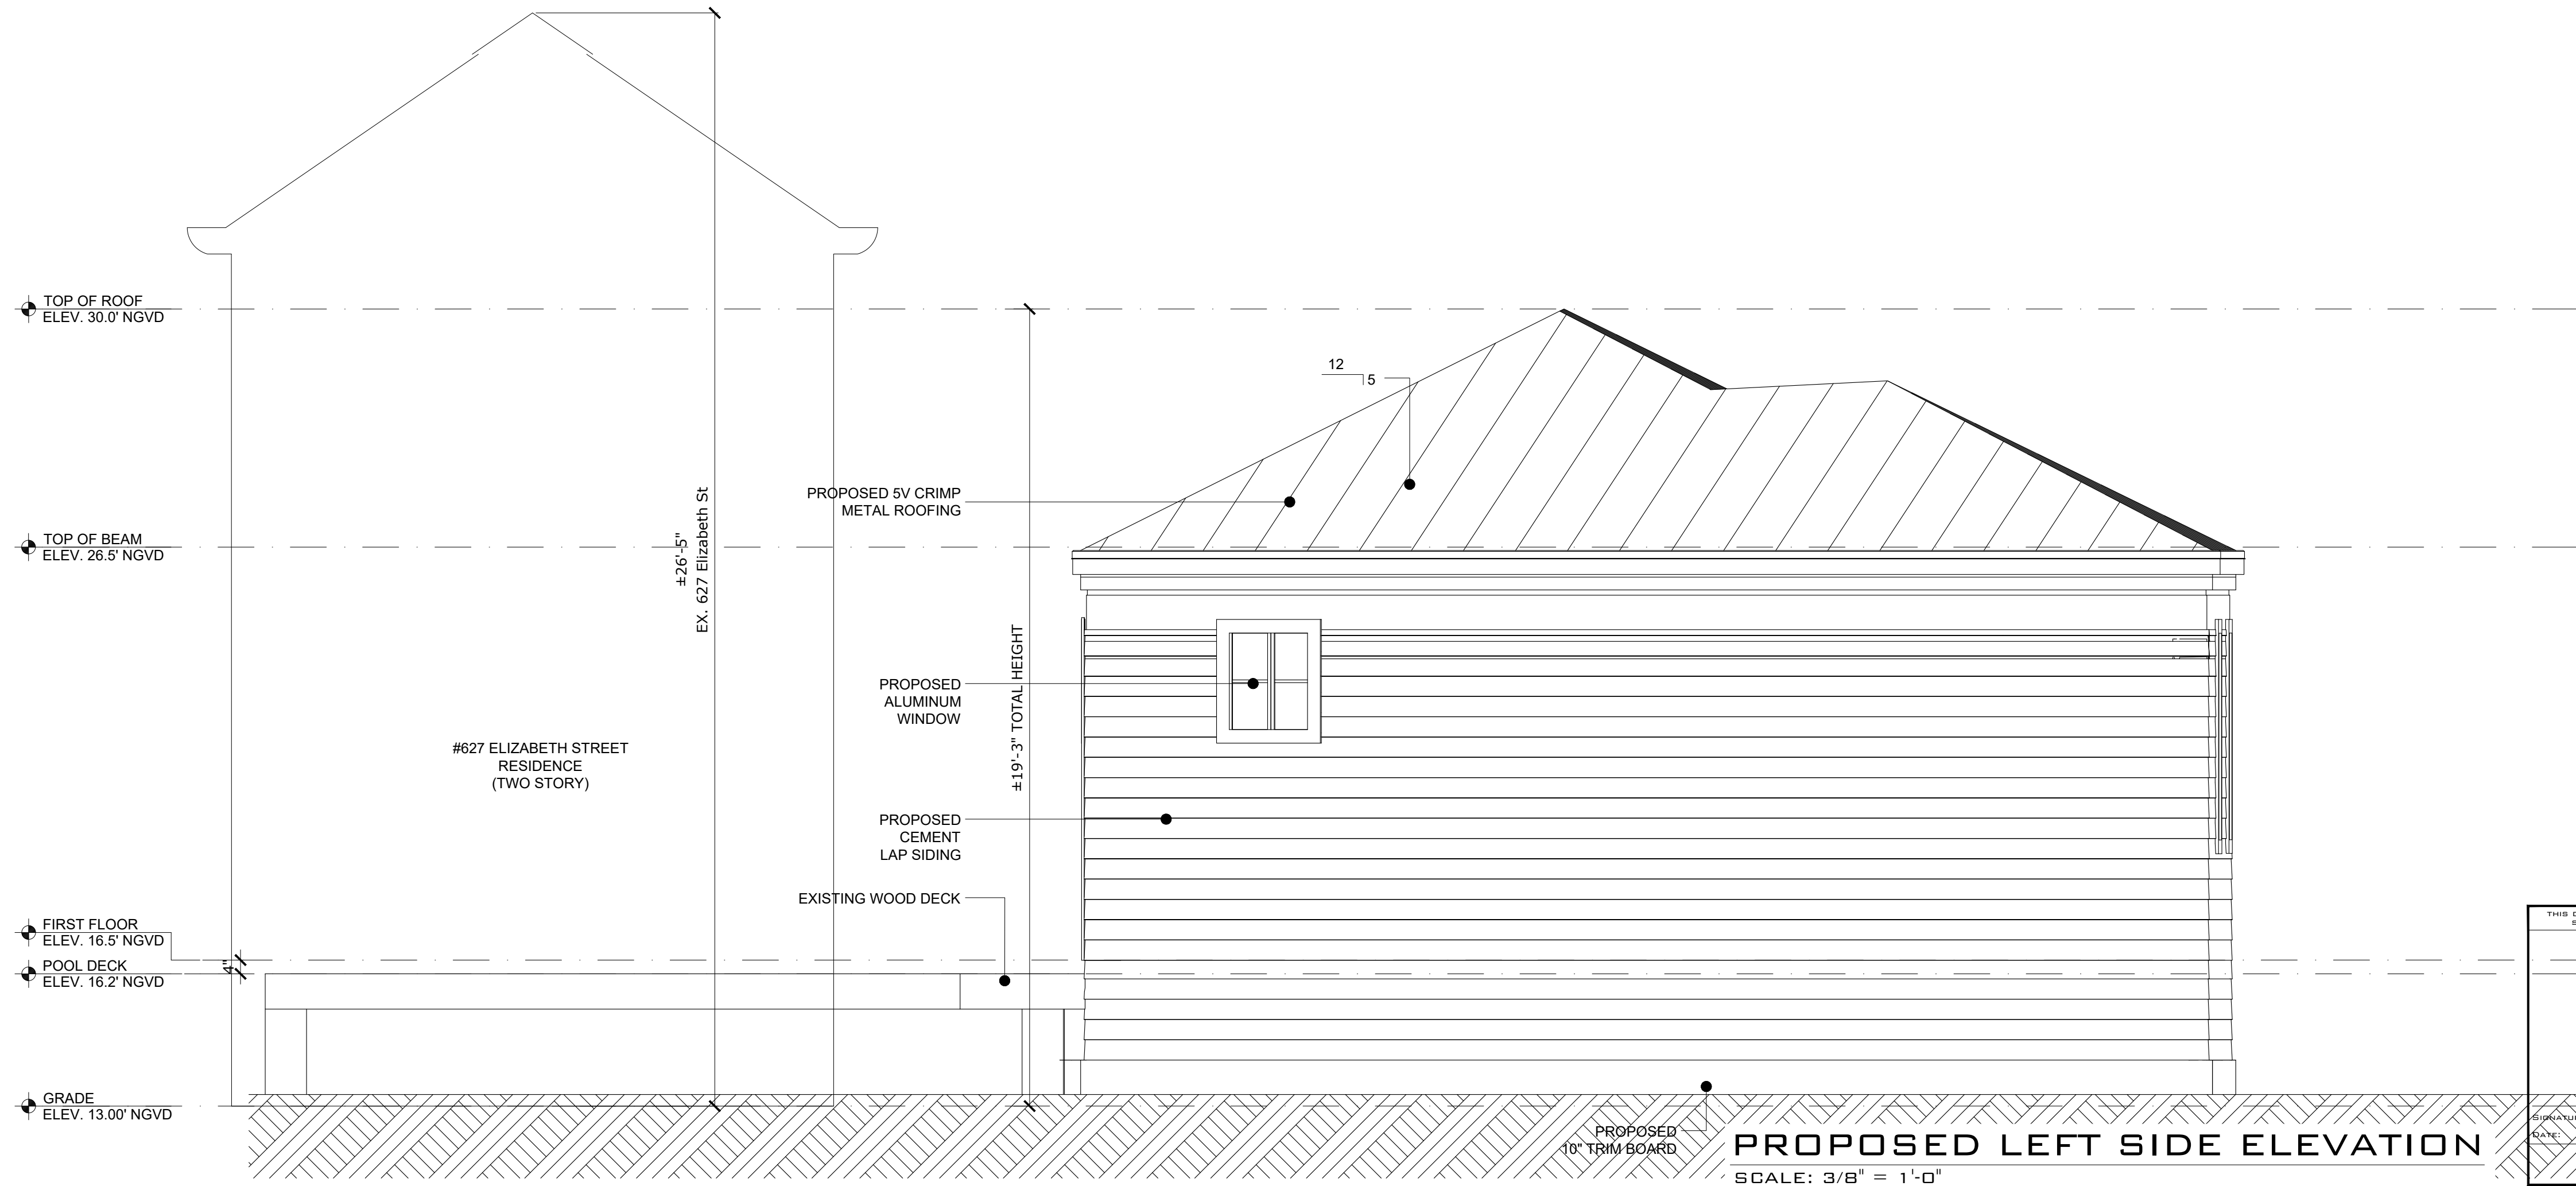 TOP OF ROOF
ELEV. 30.0' NGVD
12
5
PROPOSED 5V CRIMP
METAL ROOFING
±26'-5"
EX. 627 Elizabeth St
TOP OF BEAM
ELEV. 26.5' NGVD
±19'-3" TOTAL HEIGHT
PROPOSED
ALUMINUM
WINDOW
#627 ELIZABETH STREET
RESIDENCE
(TWO STORY)
PROPOSED
CEMENT
LAP SIDING
EXISTING WOOD DECK
FIRST FLOOR
ELEV. 16.5' NGVD
4"
POOL DECK
ELEV. 16.2' NGVD
GRADE
ELEV. 13.00' NGVD
PROPOSED
10" TRIM BOARD
PROPOSED LEFT SIDE ELEVATION
SCALE: 3/8" = 1'-0"
THIS
DATE: